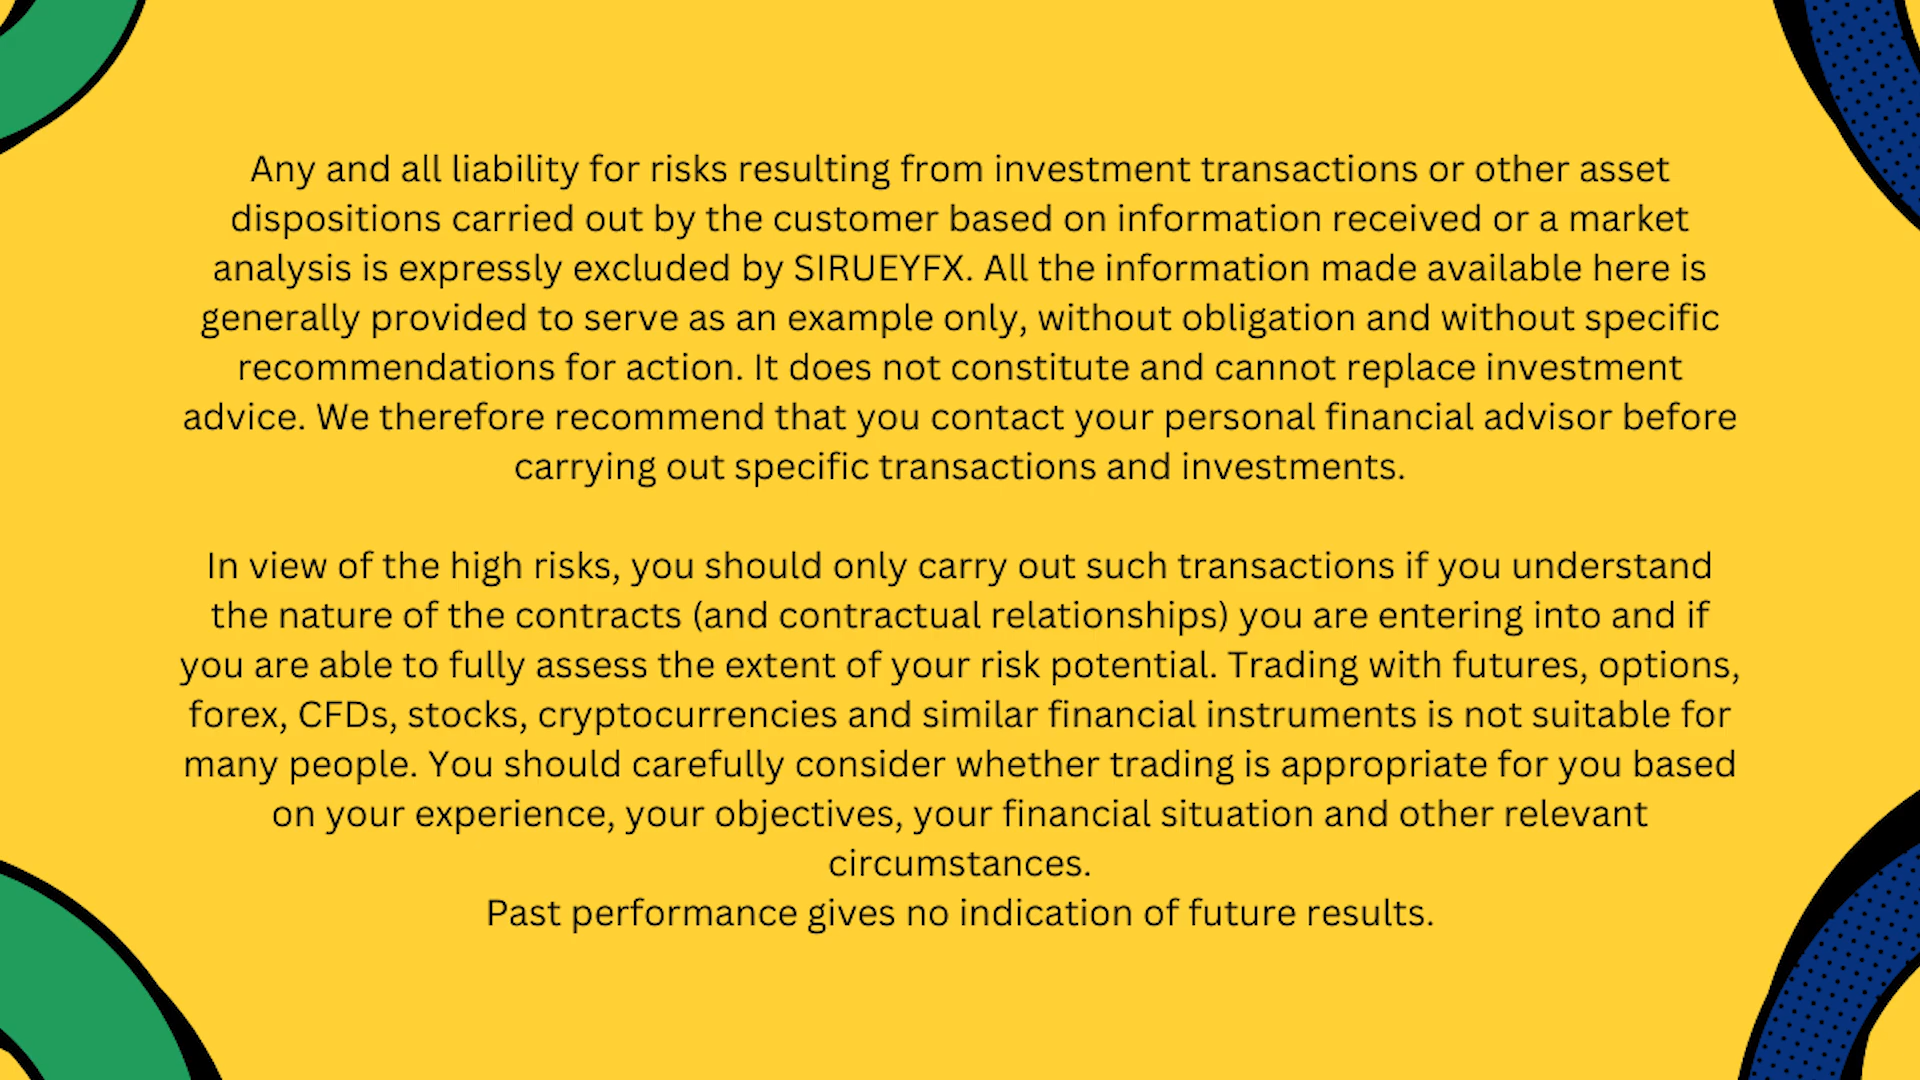 Any and all liability for risks resulting from investment transactions or other asset
dispositions carried out by the customer based on information received or a market
analysis is expressly excluded by SIRUEYFX. All the information made available here is
generally provided to serve as an example only, without obligation and without specific
recommendations for action. It does not constitute and cannot replace investment
advice. We therefore recommend that you contact your personal financial advisor before
carrying out specific transactions and investments.
In view of the high risks, you should only carry out such transactions if you understand
the nature of the contracts (and contractual relationships) you are entering into and if
you are able to fully assess the extent of your risk potential. Trading with futures, options,
forex, CFDs, stocks, cryptocurrencies and similar financial instruments is not suitable for
many people. You should carefully consider whether trading is appropriate for you based
on your experience, your objectives, your financial situation and other relevant
circumstances.
Past performance gives no indication of future results.